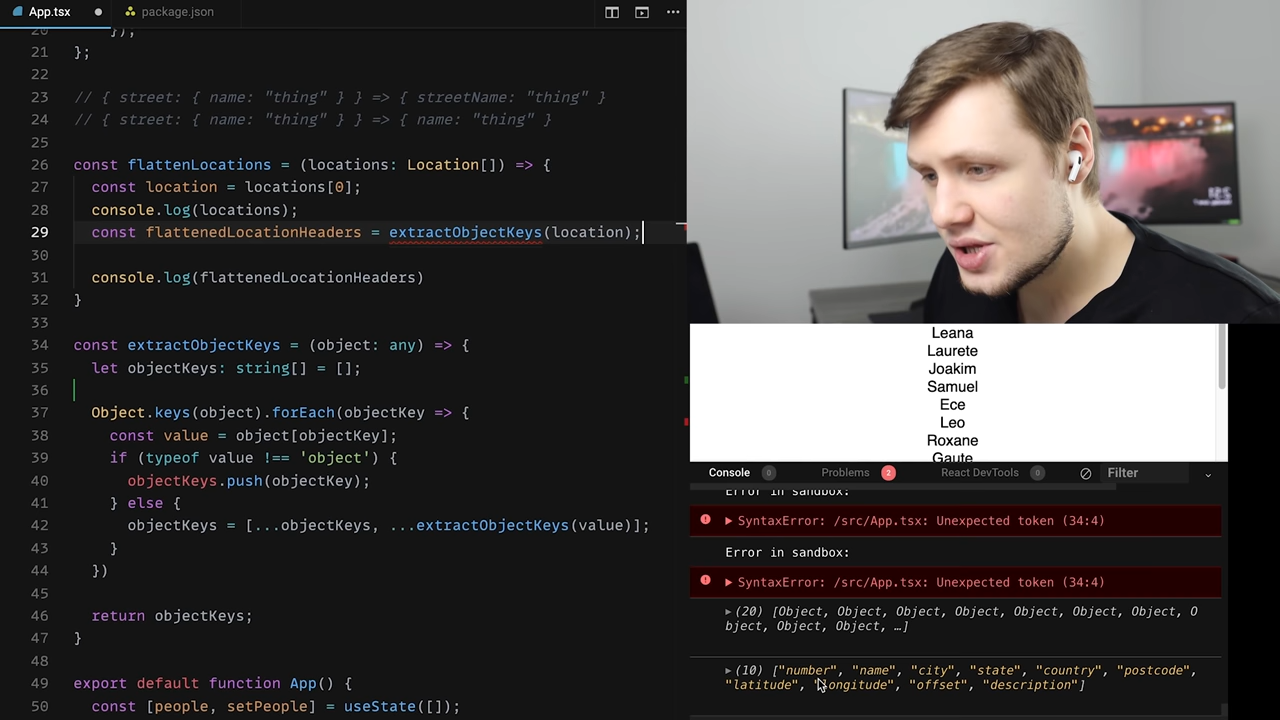 App.tsx
package.json
20 });
21 };
22
23 // { street: { name: "thing" } } => { streetName: "thing" }
24 // { street: { name: "thing" } } => { name: "thing" }
25
26 const flattenLocations = (locations: Location[]) => {
27 const location = locations[0];
28 console.log(locations);
29 const flattenedLocationHeaders = extractObjectKeys(location);
30
31 console.log(flattenedLocationHeaders)
32 }
33
34 const extractObjectKeys = (object: any) => {
35 let objectKeys: string[] = [];
36
37 Object.keys(object).forEach(objectKey => {
38 const value = object[objectKey];
39 if (typeof value !== 'object') {
40 objectKeys.push(objectKey);
41 } else {
42 objectKeys = [...objectKeys, ...extractObjectKeys(value)];
43 }
44 })
45
46 return objectKeys;
47 }
48
49 export default function App() {
50 const [people, setPeople] = useState([]);
Leana
Laurete
Joakim
Samuel
Ece
Leo
Roxane
Gaute
Console 0 Problems 2 React DevTools 0 Filter
Error in sandbox:
SyntaxError: /src/App.tsx: Unexpected token (34:4)
Error in sandbox:
SyntaxError: /src/App.tsx: Unexpected token (34:4)
(20) [Object, Object, Object, Object, Object, Object, Object, O
bject, Object, Object, …]
(10) ["number", "name", "city", "state", "country", "postcode",
"latitude", "longitude", "offset", "description"]